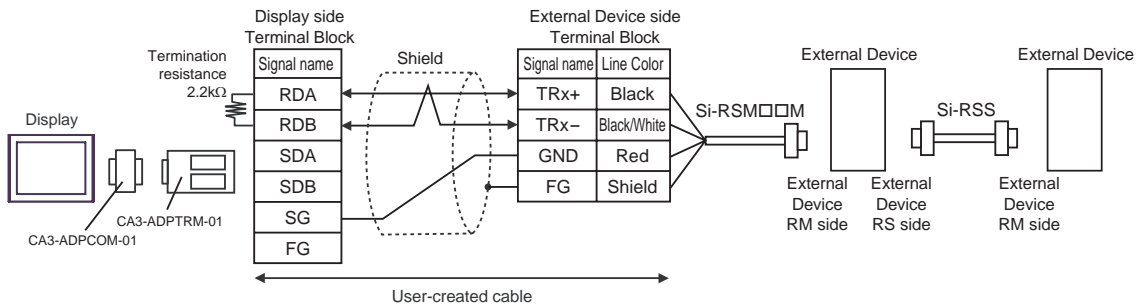 Display side
Terminal Block
External Device side
Terminal Block
Termination
resistance
2.2kΩ
Shield
Signal name
RDA
RDB
SDA
SDB
SG
FG
Signal name Line Color
TRx+ Black
TRx− Black/White
GND Red
FG Shield
Display
CA3-ADPCOM-01
CA3-ADPTRM-01
Si-RSM□□M
External Device
Si-RSS
External Device
External
Device
RM side
External
Device
RS side
External
Device
RM side
User-created cable